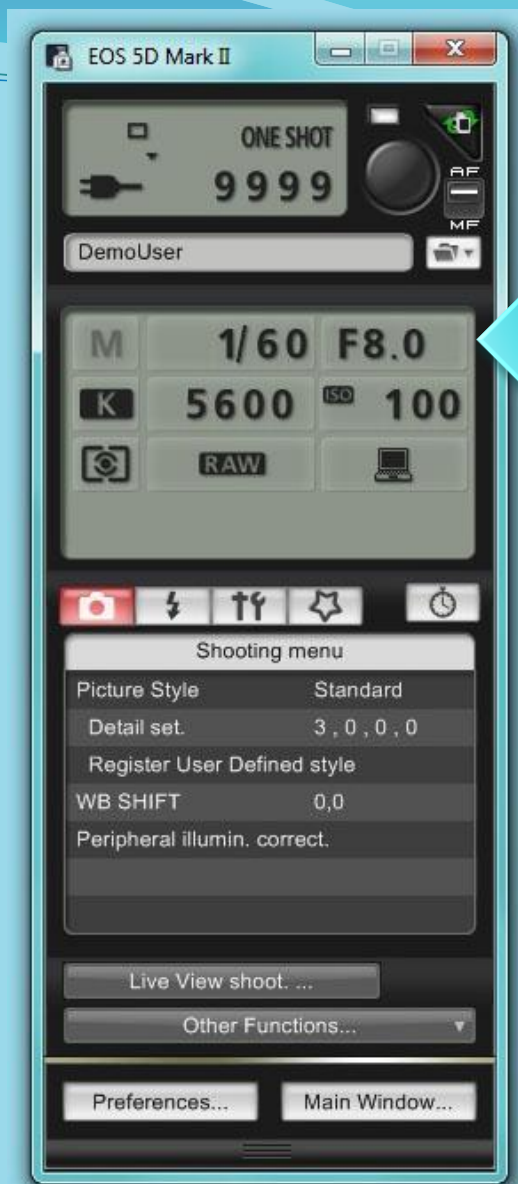 EOS 5D Mark II
ONE SHOT
9999
AF
MF
DemoUser
M 1/60 F8.0
K 5600 ISO 100
RAW
Shooting menu
Picture Style Standard
Detail set. 3,0,0,0
Register User Defined style
WB SHIFT 0,0
Peripheral illumin. correct.
Live View shoot. ...
Other Functions...
Preferences... Main Window...